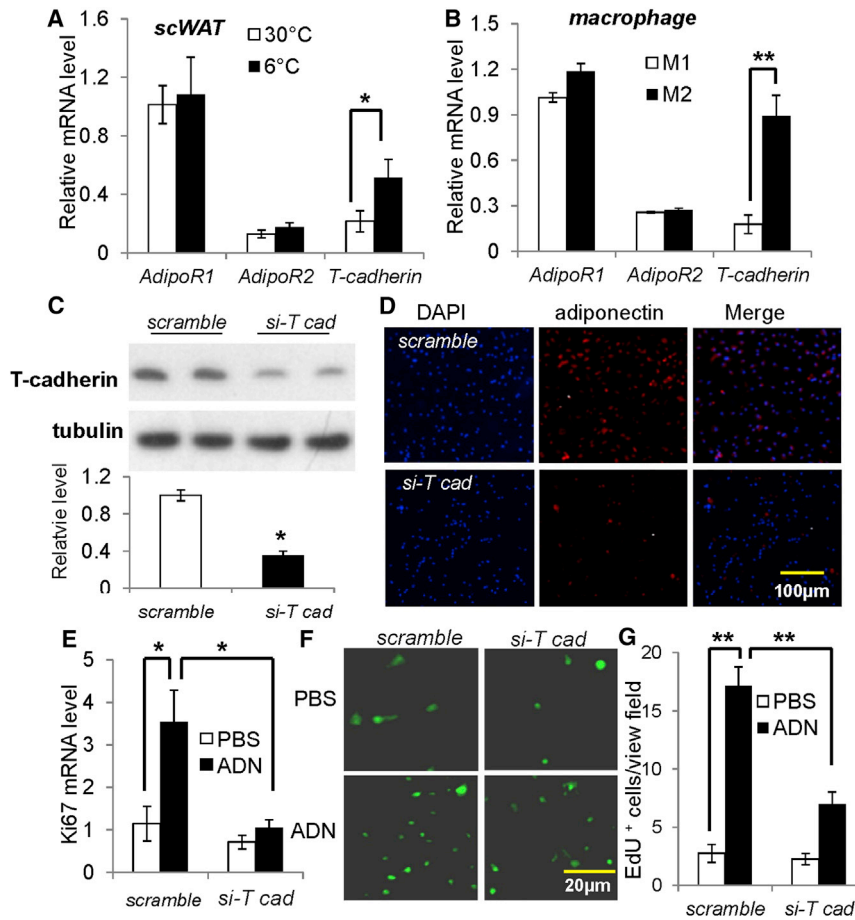 A
scWAT
Relative mRNA level
1.6
1.2
0.8
0.4
0
30°C
6°C
*
AdipoR1 AdipoR2 T-cadherin
B
macrophage
Relative mRNA level
1.5
1.2
0.9
0.6
0.3
0
M1
M2
**
AdipoR1 AdipoR2 T-cadherin
C
scramble si-T cad
T-cadherin
tubulin
Relatvie level
1.2
0.8
0.4
0
*
scramble si-T cad
D
DAPI adiponectin Merge
scramble
si-T cad
100µm
E
Ki67 mRNA level
5
4
3
2
1
0
* *
PBS
ADN
scramble si-T cad
F
scramble si-T cad
PBS
ADN
20µm
G
EdU + cells/view field
20
15
10
5
0
** **
PBS
ADN
scramble si-T cad